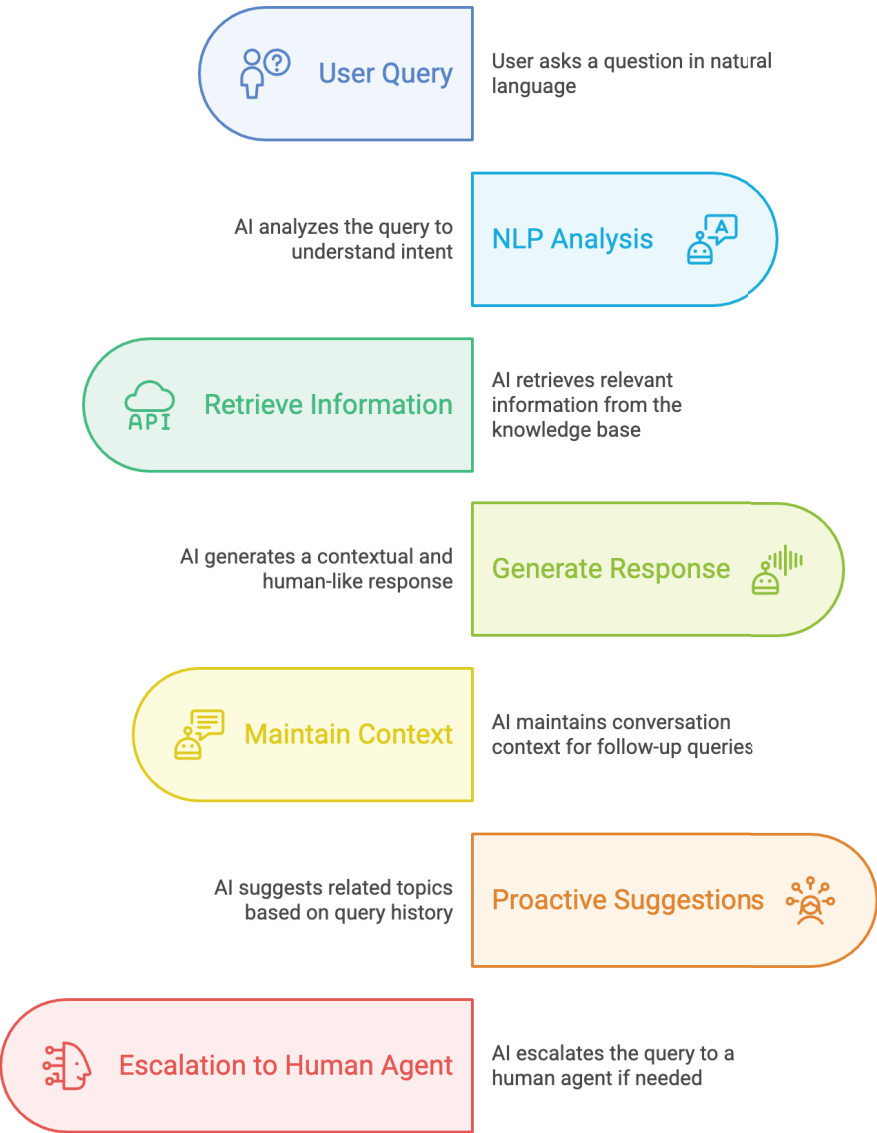 User Query
User asks a question in natural
language
AI analyzes the query to
understand intent
NLP Analysis
A
API
Retrieve Information
AI retrieves relevant
information from the
knowledge base
AI generates a contextual and
human-like response
Generate Response
Maintain Context
AI maintains conversation
context for follow-up queries
AI suggests related topics
based on query history
Proactive Suggestions
Escalation to Human Agent
AI escalates the query to a
human agent if needed